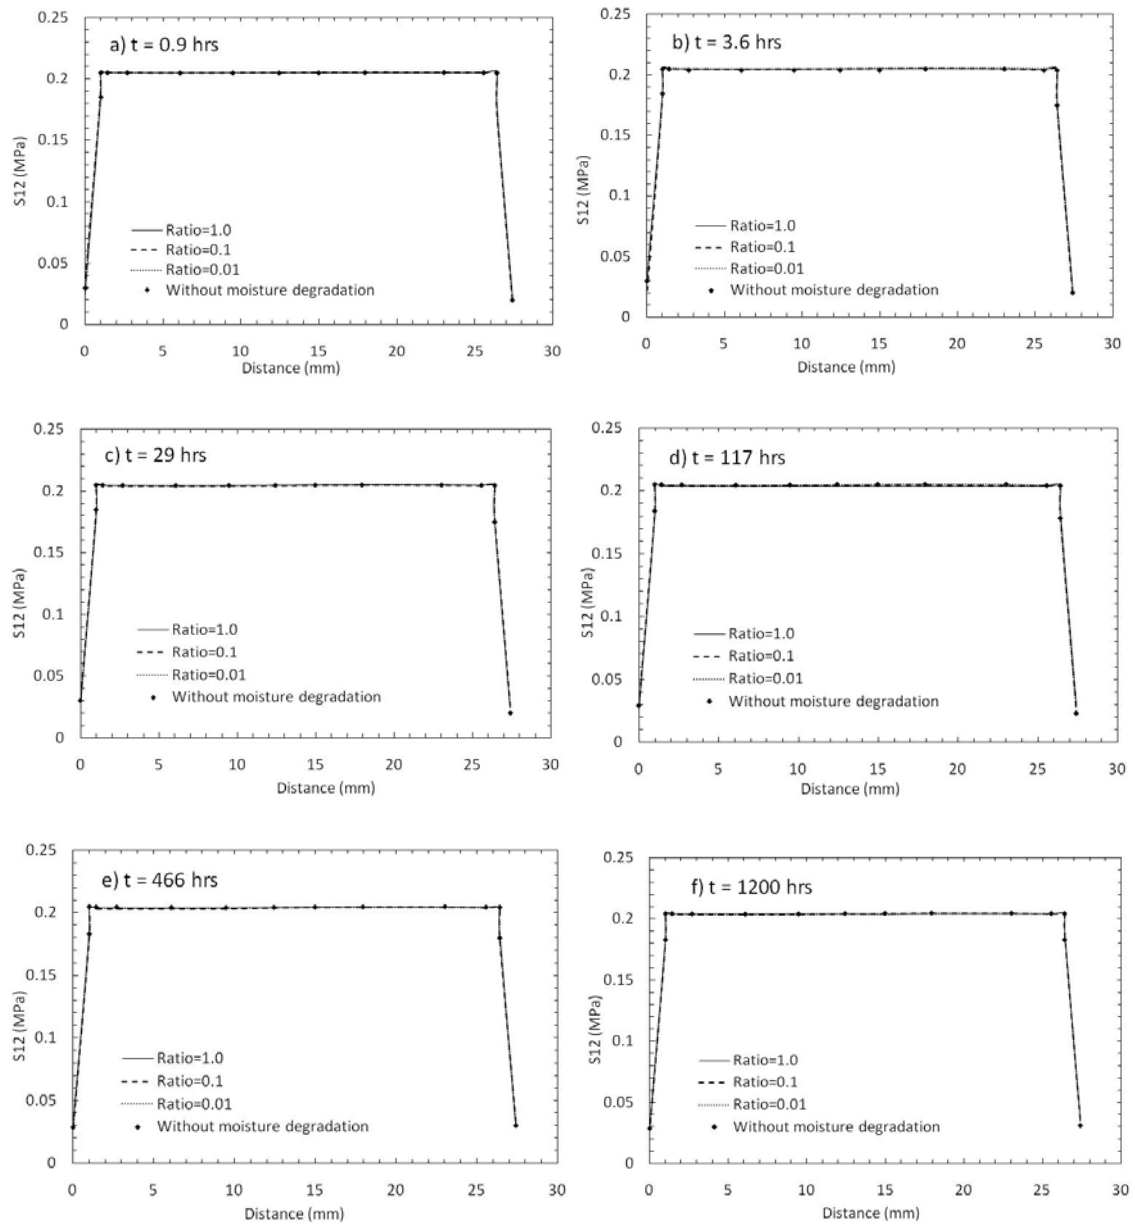 a) t = 0.9 hrs
0.25
0.2
0.15
0.1
0.05
0
S12 (MPa)
Ratio=1.0
Ratio=0.1
Ratio=0.01
Without moisture degradation
0 5 10 15 20 25 30
Distance (mm)
b) t = 3.6 hrs
0.25
0.2
0.15
0.1
0.05
0
S12 (MPa)
Ratio=1.0
Ratio=0.1
Ratio=0.01
Without moisture degradation
0 5 10 15 20 25 30
Distance (mm)
c) t = 29 hrs
0.25
0.2
0.15
0.1
0.05
0
S12 (MPa)
Ratio=1.0
Ratio=0.1
Ratio=0.01
Without moisture degradation
0 5 10 15 20 25 30
Distance (mm)
d) t = 117 hrs
0.25
0.2
0.15
0.1
0.05
0
S12 (MPa)
Ratio=1.0
Ratio=0.1
Ratio=0.01
Without moisture degradation
0 5 10 15 20 25 30
Distance (mm)
e) t = 466 hrs
0.25
0.2
0.15
0.1
0.05
0
S12 (MPa)
Ratio=1.0
Ratio=0.1
Ratio=0.01
Without moisture degradation
0 5 10 15 20 25 30
Distance (mm)
f) t = 1200 hrs
0.25
0.2
0.15
0.1
0.05
0
S12 (MPa)
Ratio=1.0
Ratio=0.1
Ratio=0.01
Without moisture degradation
0 5 10 15 20 25 30
Distance (mm)